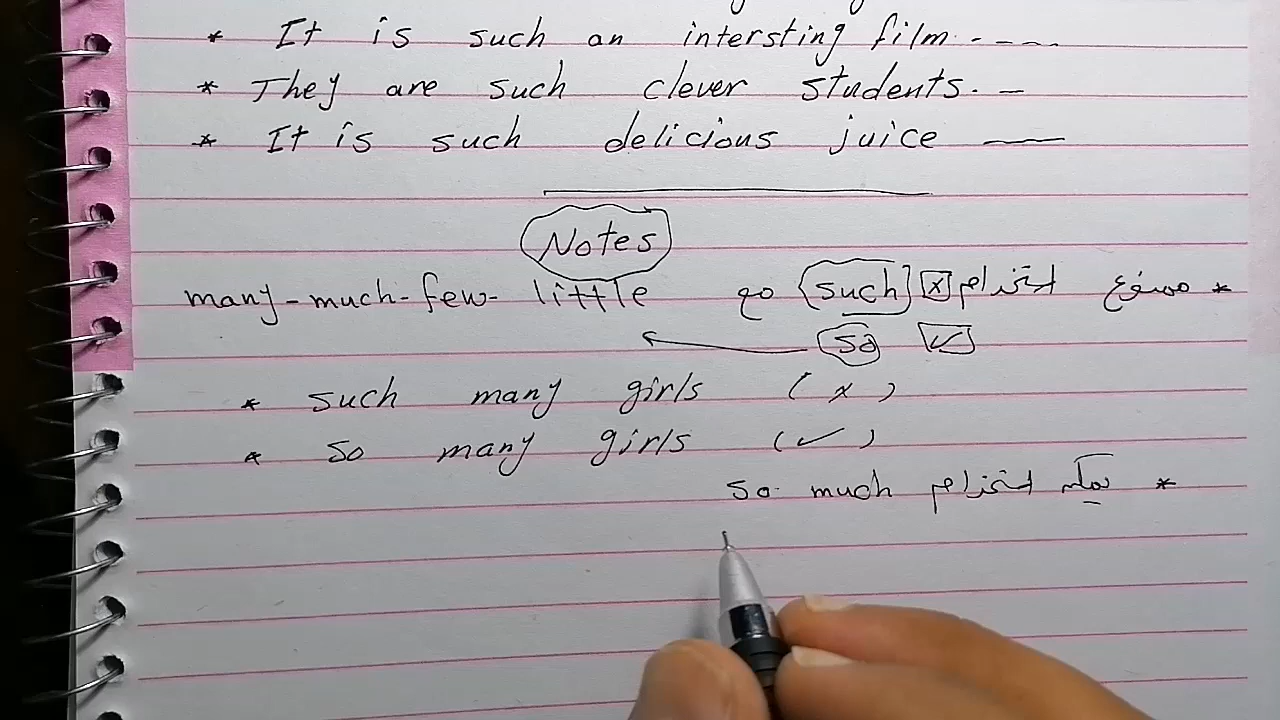 * It is such an intersting film. - - - -
* They are such clever students. -
* It is such delicious juice ——
Notes
* ممنوع استخدام [x] {such] مع many - much - few - little
so [✓]
* such many girls (x)
* so many girls (✓)
* يمكن استخدام so much